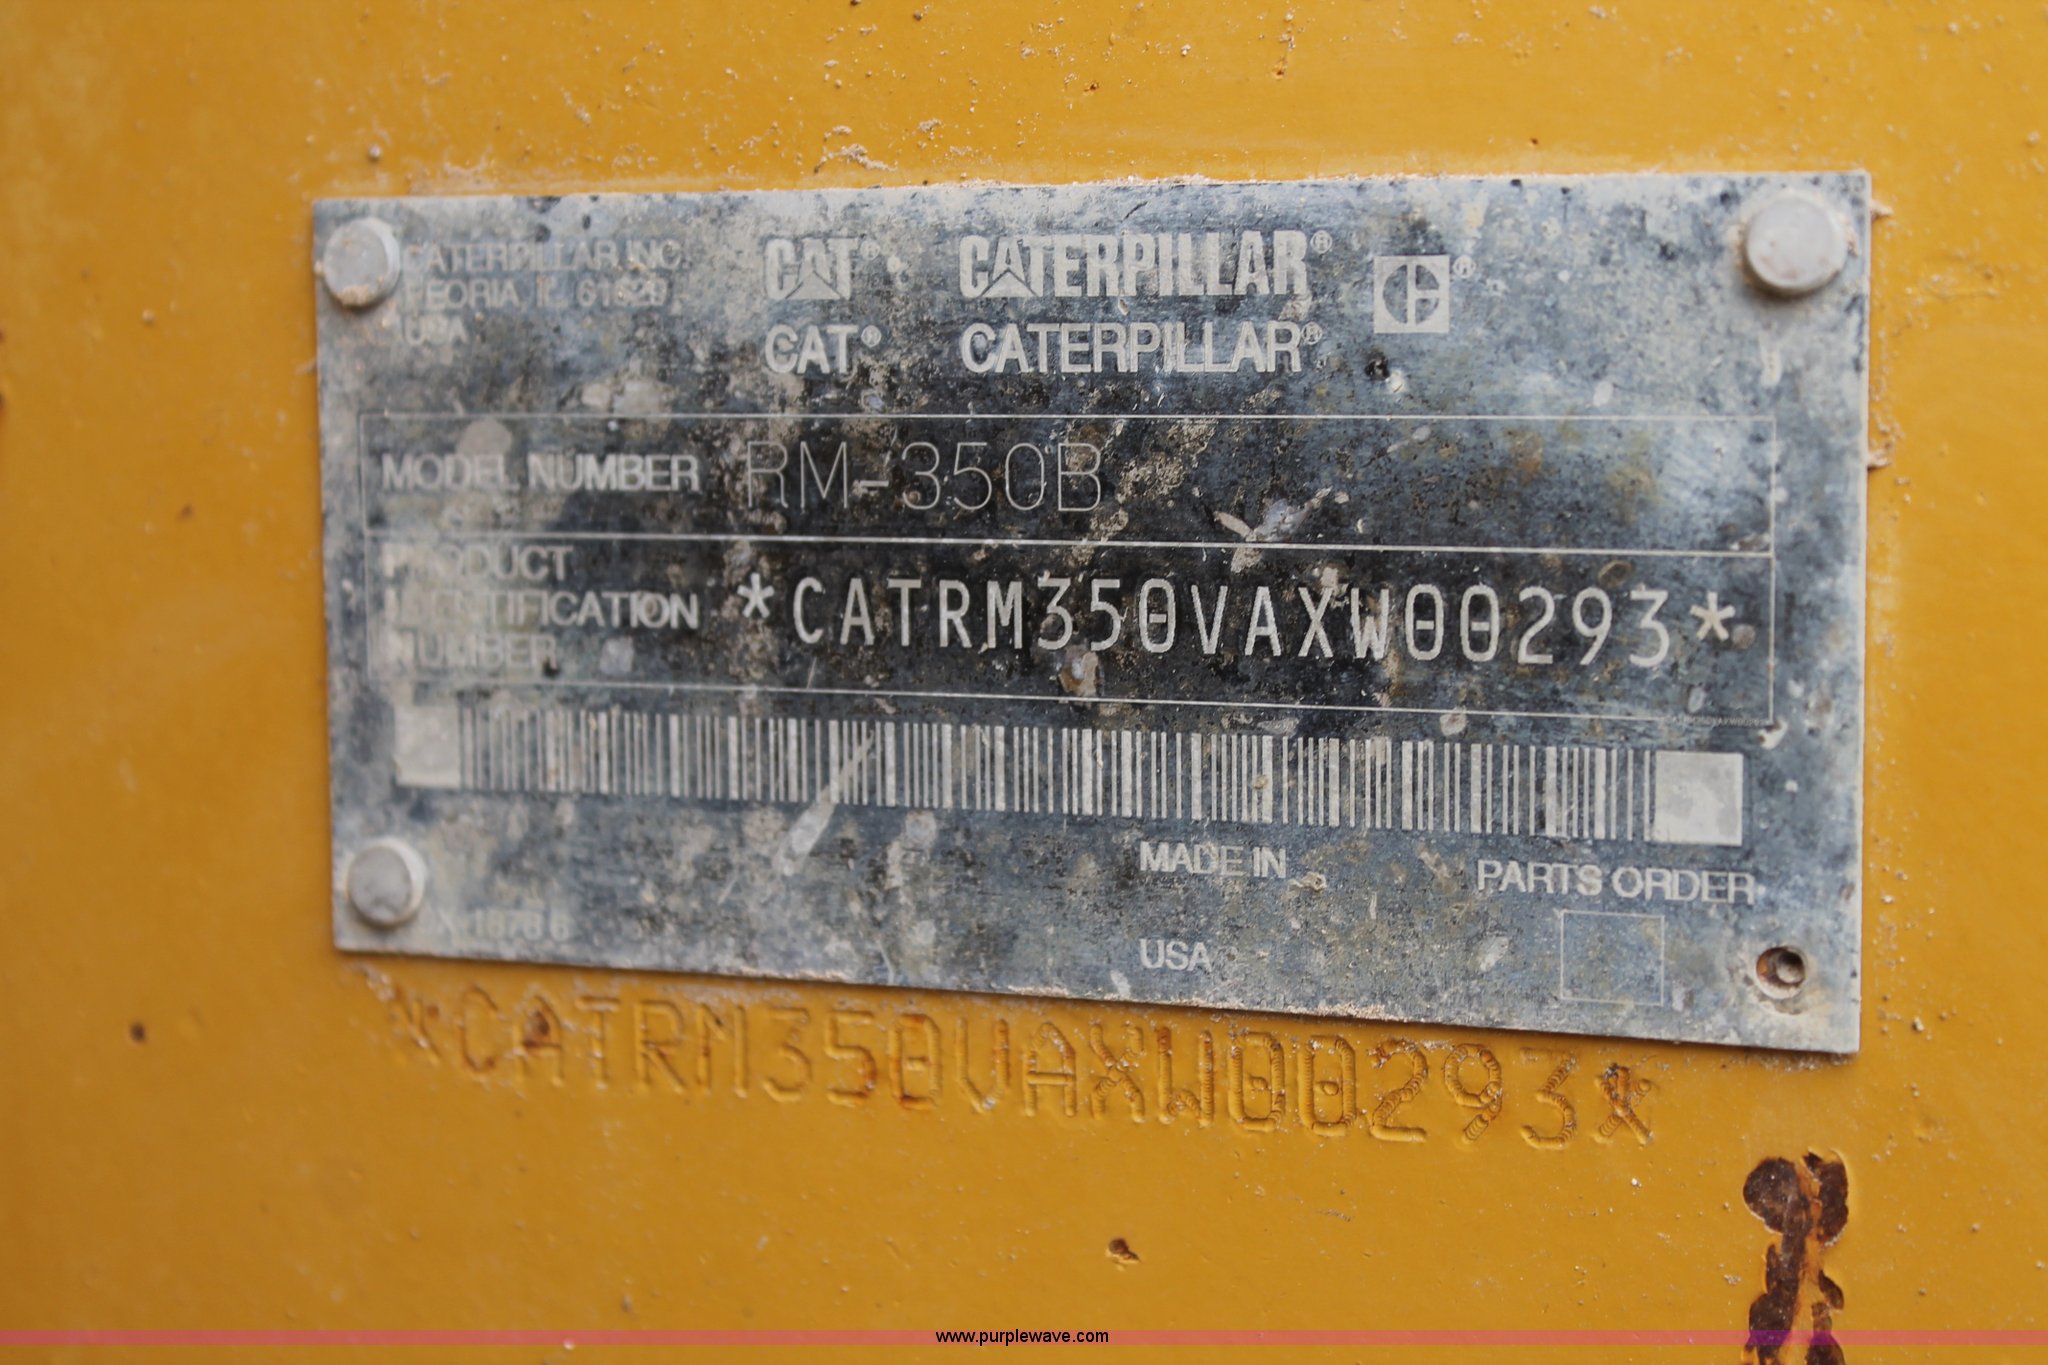 CATERPILLAR INC.
PEORIA, IL 61629
USA
CAT® CATERPILLAR® ®
CAT® CATERPILLAR®
MODEL NUMBER RM-350B
PRODUCT
IDENTIFICATION
NUMBER
*CATRM350VAXW00293*
MADE IN
USA
PARTS ORDER
*CATRM350VAXW00293*
www.purplewave.com